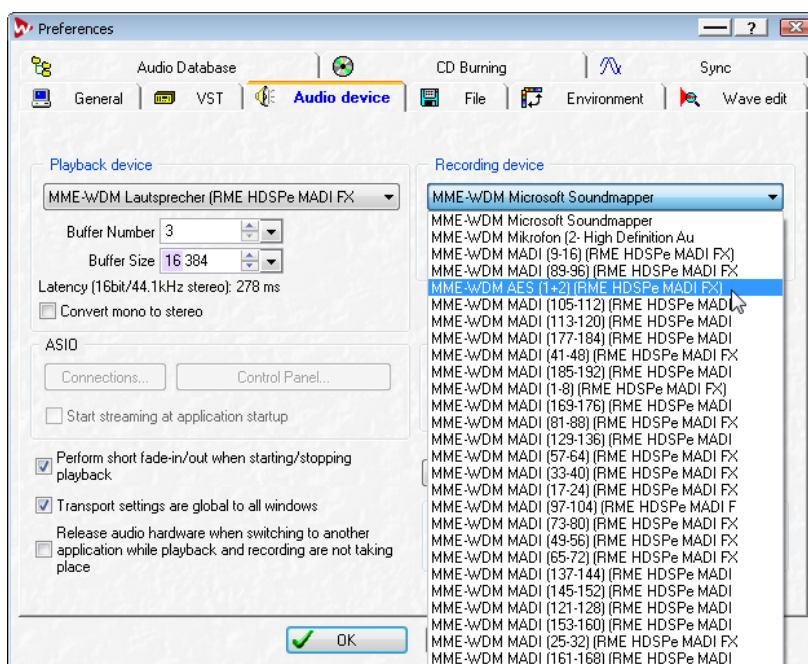 Preferences
Audio Database
CD Burning
Sync
General
VST
Audio device
File
Environment
Wave edit
Playback device
MME-WDM Lautsprecher (RME HDSPe MADI FX
Buffer Number 3
Buffer Size 16 384
Latency (16bit/44.1kHz stereo): 278 ms
Convert mono to stereo
ASIO
Connections...
Control Panel...
Start streaming at application startup
Perform short fade-in/out when starting/stopping
playback
Transport settings are global to all windows
Release audio hardware when switching to another
application while playback and recording are not taking
place
OK
Recording device
MME-WDM Microsoft Soundmapper
MME-WDM Microsoft Soundmapper
MME-WDM Mikrofon (2- High Definition Au
MME-WDM MADI (9-16) (RME HDSPe MADI FX)
MME-WDM MADI (89-96) (RME HDSPe MADI FX
MME-WDM AES (1+2) (RME HDSPe MADI FX)
MME-WDM MADI (105-112) (RME HDSPe MADI
MME-WDM MADI (113-120) (RME HDSPe MADI
MME-WDM MADI (177-184) (RME HDSPe MADI
MME-WDM MADI (41-48) (RME HDSPe MADI FX
MME-WDM MADI (185-192) (RME HDSPe MADI
MME-WDM MADI (1-8) (RME HDSPe MADI FX)
MME-WDM MADI (169-176) (RME HDSPe MADI
MME-WDM MADI (81-88) (RME HDSPe MADI FX
MME-WDM MADI (129-136) (RME HDSPe MADI
MME-WDM MADI (57-64) (RME HDSPe MADI FX
MME-WDM MADI (33-40) (RME HDSPe MADI FX
MME-WDM MADI (17-24) (RME HDSPe MADI FX
MME-WDM MADI (97-104) (RME HDSPe MADI F
MME-WDM MADI (73-80) (RME HDSPe MADI FX
MME-WDM MADI (49-56) (RME HDSPe MADI FX
MME-WDM MADI (65-72) (RME HDSPe MADI FX
MME-WDM MADI (137-144) (RME HDSPe MADI
MME-WDM MADI (145-152) (RME HDSPe MADI
MME-WDM MADI (121-128) (RME HDSPe MADI
MME-WDM MADI (153-160) (RME HDSPe MADI
MME-WDM MADI (25-32) (RME HDSPe MADI FX
MME-WDM MADI (161-168) (RME HDSPe MADI